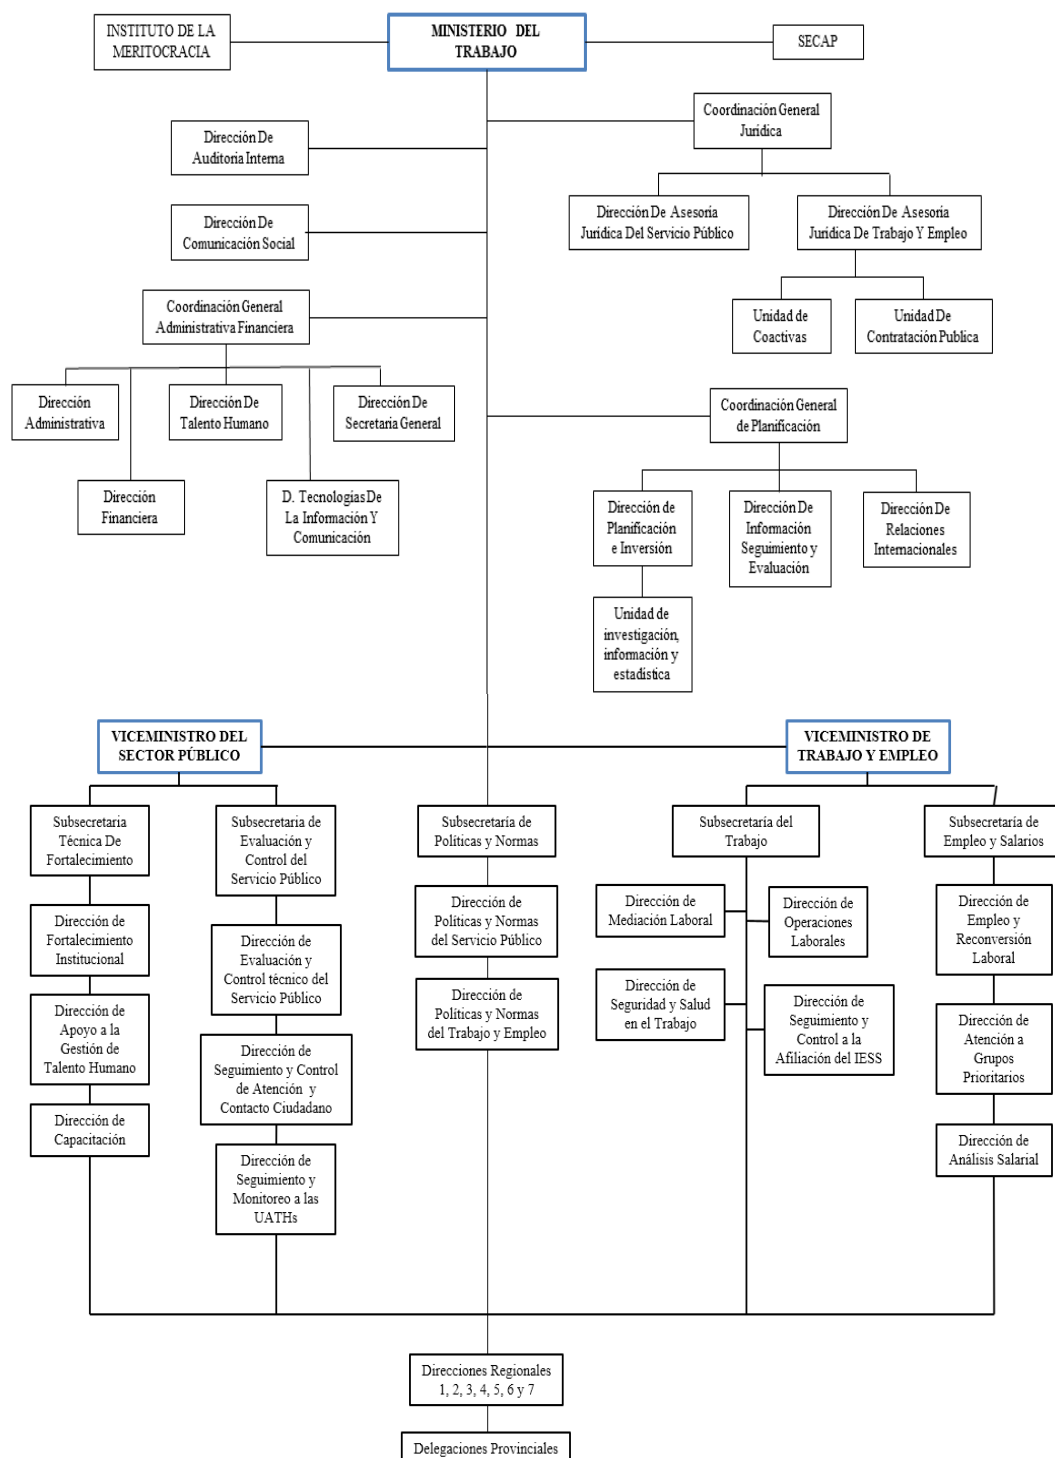 INSTITUTO DE LA
MERITOCRACIA
MINISTERIO DEL
TRABAJO
SECAP
Coordinación General
Jurídica
Dirección De
Auditoria Interna
Dirección De Asesoría
Jurídica Del Servicio Público
Dirección De Asesoría
Jurídica De Trabajo Y Empleo
Dirección De
Comunicación Social
Unidad de
Coactivas
Unidad De
Contratación Publica
Coordinación General
Administrativa Financiera
Dirección
Administrativa
Dirección De
Talento Humano
Dirección De
Secretaria General
Coordinación General
de Planificación
Dirección
Financiera
D. Tecnologías De
La Información Y
Comunicación
Dirección de
Planificación
e Inversión
Dirección De
Información
Seguimiento y
Evaluación
Dirección De
Relaciones
Internacionales
Unidad de
investigación,
información y
estadística
VICEMINISTRO DEL
SECTOR PÚBLICO
VICEMINISTRO DE
TRABAJO Y EMPLEO
Subsecretaria
Técnica De
Fortalecimiento
Subsecretaria de
Evaluación y
Control del
Servicio Público
Subsecretaría de
Políticas y Normas
Subsecretaría del
Trabajo
Subsecretaría de
Empleo y Salarios
Dirección de
Fortalecimiento
Institucional
Dirección de
Evaluación y
Control técnico del
Servicio Público
Dirección de
Políticas y Normas
del Servicio Público
Dirección de
Mediación Laboral
Dirección de
Operaciones
Laborales
Dirección de
Empleo y
Reconversión
Laboral
Dirección de
Apoyo a la
Gestión de
Talento Humano
Dirección de
Seguimiento y Control
de Atención y
Contacto Ciudadano
Dirección de
Políticas y Normas
del Trabajo y Empleo
Dirección de
Seguridad y Salud
en el Trabajo
Dirección de
Seguimiento y
Control a la
Afiliación del IESS
Dirección de
Atención a
Grupos
Prioritarios
Dirección de
Capacitación
Dirección de
Seguimiento y
Monitoreo a las
UATHs
Dirección de
Análisis Salarial
Direcciones Regionales
1, 2, 3, 4, 5, 6 y 7
Delegaciones Provinciales